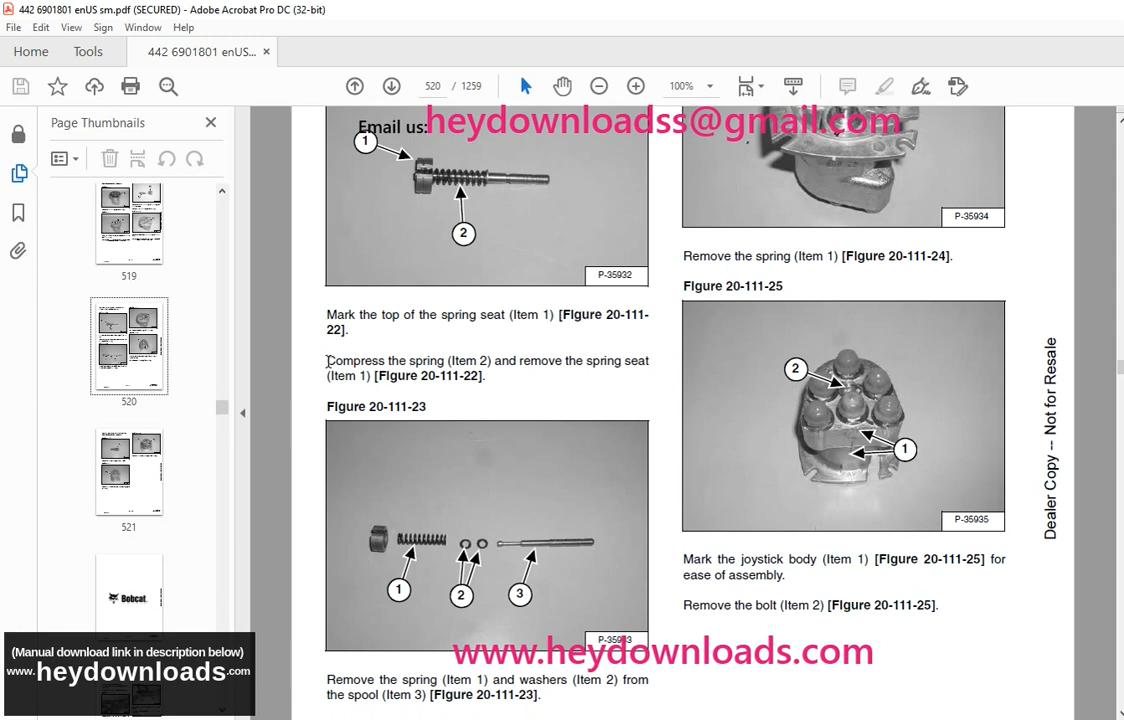 442 6901801 enUS sm.pdf (SECURED) - Adobe Acrobat Pro DC (32-bit)
File Edit View Sign Window Help
Home Tools 442 6901801 enUS... ×
520 / 1259 100%
Page Thumbnails
519
520
521
Bobcat
Email us: heydownloadss@gmail.com
1
2
P-35932
Mark the top of the spring seat (Item 1) [Figure 20-111-
22].
Compress the spring (Item 2) and remove the spring seat
(Item 1) [Figure 20-111-22].
Figure 20-111-23
1 2 3
P-35933
Remove the spring (Item 1) and washers (Item 2) from
the spool (Item 3) [Figure 20-111-23].
P-35934
Remove the spring (Item 1) [Figure 20-111-24].
Figure 20-111-25
2
1
P-35935
Mark the joystick body (Item 1) [Figure 20-111-25] for
ease of assembly.
Remove the bolt (Item 2) [Figure 20-111-25].
Dealer Copy -- Not for Resale
www.heydownloads.com
(Manual download link in description below)
www.heydownloads.com